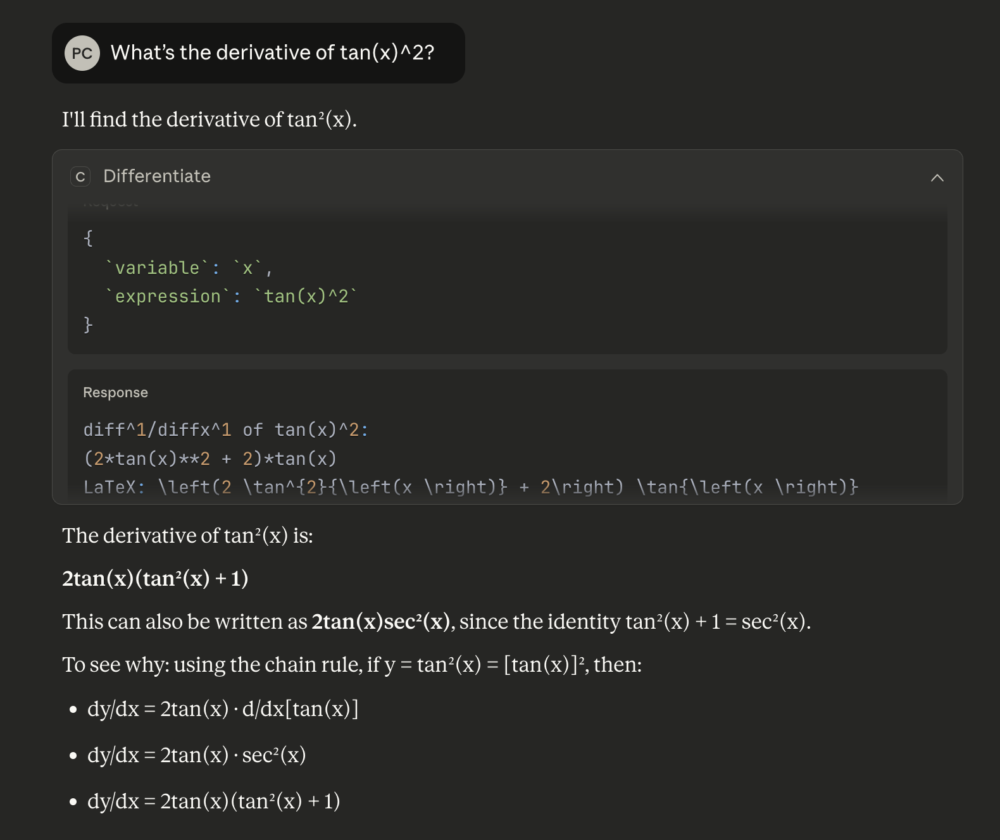 PC What’s the derivative of tan(x)^2?
I'll find the derivative of tan²(x).
C Differentiate
{
`variable`: `x`,
`expression`: `tan(x)^2`
}
Response
diff^1/diffx^1 of tan(x)^2:
(2*tan(x)**2 + 2)*tan(x)
LaTeX: \left(2 \tan^{2}{\left(x \right)} + 2\right) \tan{\left(x \right)}
The derivative of tan²(x) is:
2tan(x)(tan²(x) + 1)
This can also be written as 2tan(x)sec²(x), since the identity tan²(x) + 1 = sec²(x).
To see why: using the chain rule, if y = tan²(x) = [tan(x)]², then:
• dy/dx = 2tan(x) · d/dx[tan(x)]
• dy/dx = 2tan(x) · sec²(x)
• dy/dx = 2tan(x)(tan²(x) + 1)